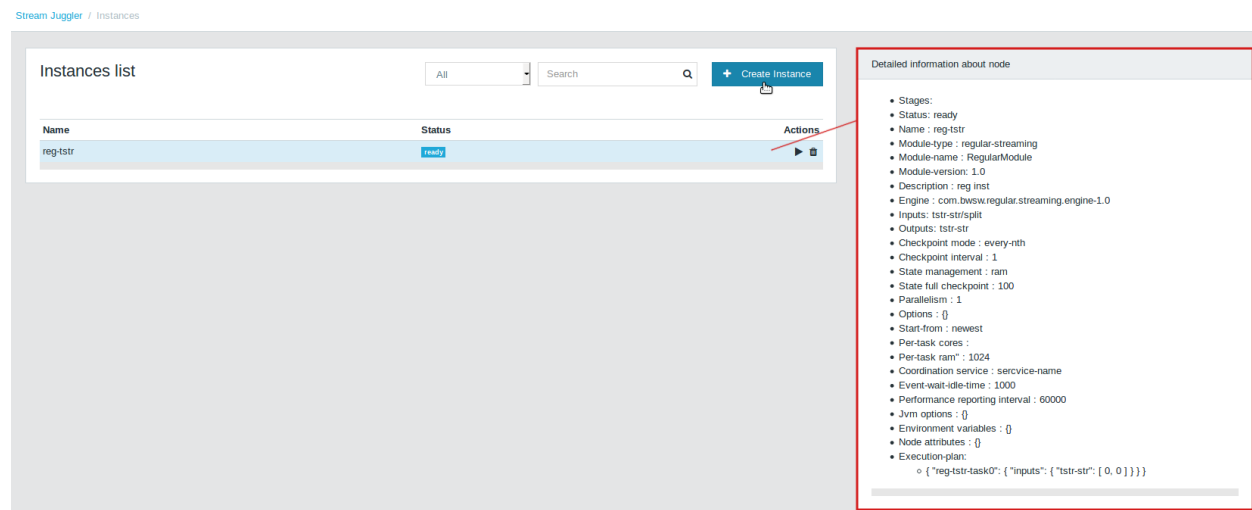 Stream Juggler / Instances
Instances list
All
Search
Create Instance
Name Status Actions
reg-tstr ready
Detailed information about node
Stages:
Status: ready
Name : reg-tstr
Module-type : regular-streaming
Module-name : RegularModule
Module-version: 1.0
Description : reg inst
Engine : com.bwsw.regular.streaming.engine-1.0
Inputs: tstr-str/split
Outputs: tstr-str
Checkpoint mode : every-nth
Checkpoint interval : 1
State management : ram
State full checkpoint : 100
Parallelism : 1
Options : {}
Start-from : newest
Per-task cores :
Per-task ram" : 1024
Coordination service : sercvice-name
Event-wait-idle-time : 1000
Performance reporting interval : 60000
Jvm options : {}
Environment variables : {}
Node attributes : {}
Execution-plan:
{ "reg-tstr-task0": { "inputs": { "tstr-str": [ 0, 0 ] } } }